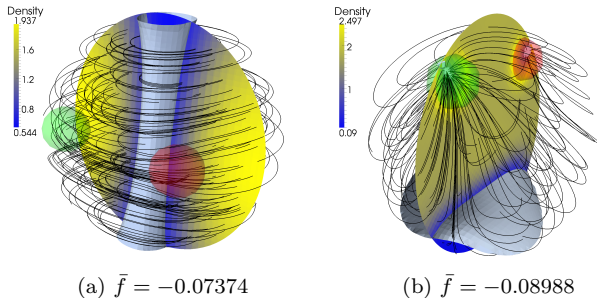 Density
1.937
1.6
1.2
0.8
0.544
Density
2.497
2
1
0.09
(a) f̄ = −0.07374
(b) f̄ = −0.08988